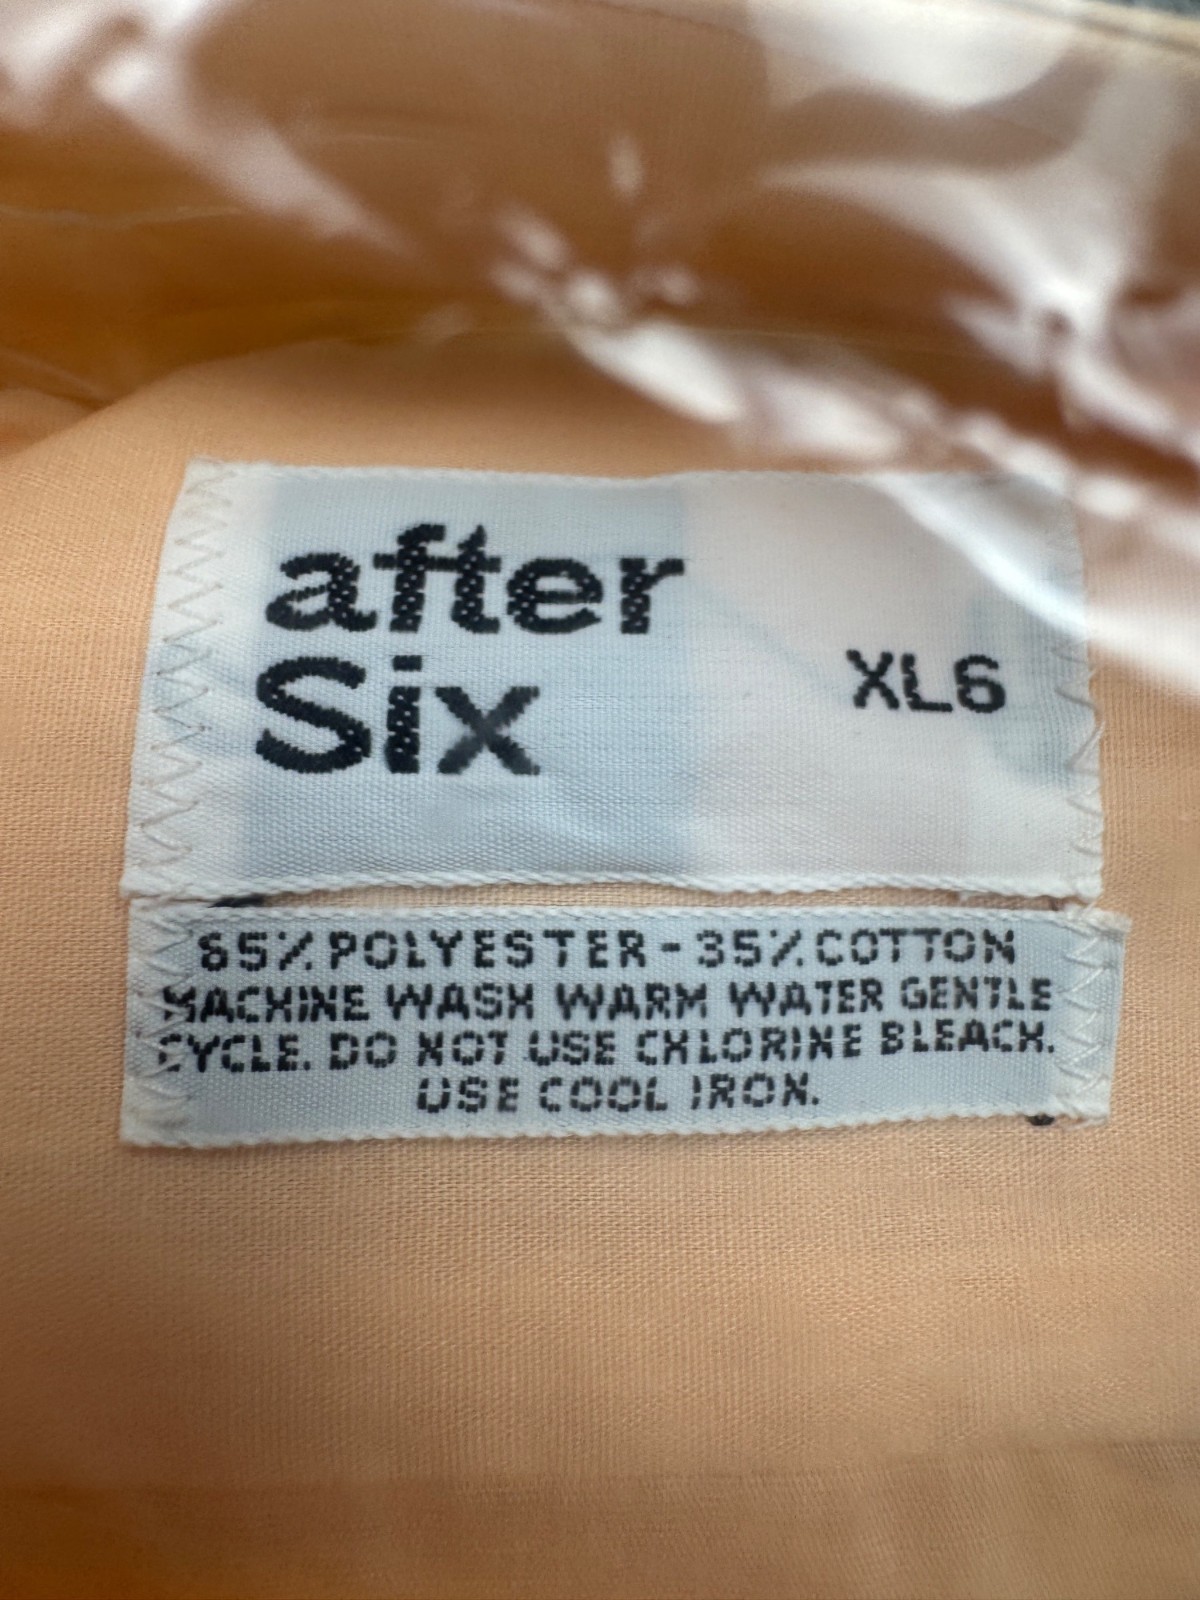 after
Six
XL6
65% POLYESTER - 35% COTTON
MACHINE WASH WARM WATER GENTLE
CYCLE. DO NOT USE CHLORINE BLEACH.
USE COOL IRON.